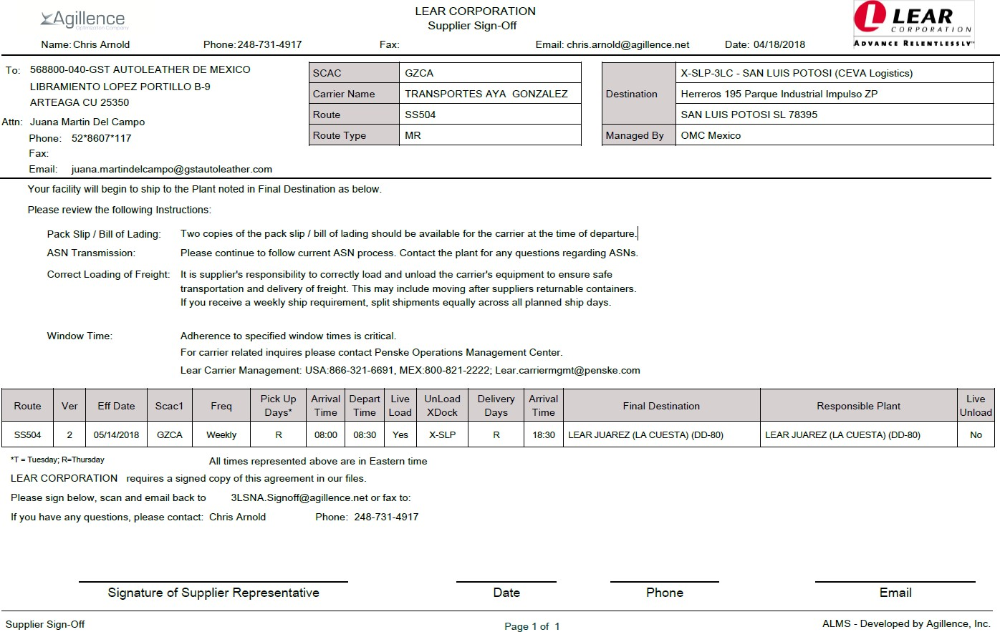 Agillence
Optimization Company
LEAR CORPORATION
Supplier Sign-Off
LEAR
CORPORATION
ADVANCE RELENTLESSLY™
Name: Chris Arnold Phone: 248-731-4917 Fax: Email: chris.arnold@agillence.net Date: 04/18/2018
To: 568800-040-GST AUTOLEATHER DE MEXICO
LIBRAMIENTO LOPEZ PORTILLO B-9
ARTEAGA CU 25350
Attn: Juana Martin Del Campo
Phone: 52*8607*117
Fax:
Email: juana.martindelcampo@gstautoleather.com
SCAC GZCA
Carrier Name TRANSPORTES AYA GONZALEZ
Route SS504
Route Type MR
Destination X-SLP-3LC - SAN LUIS POTOSI (CEVA Logistics)
Herreros 195 Parque Industrial Impulso ZP
SAN LUIS POTOSI SL 78395
Managed By OMC Mexico
Your facility will begin to ship to the Plant noted in Final Destination as below.
Please review the following Instructions:
Pack Slip / Bill of Lading: Two copies of the pack slip / bill of lading should be available for the carrier at the time of departure.
ASN Transmission: Please continue to follow current ASN process. Contact the plant for any questions regarding ASNs.
Correct Loading of Freight: It is supplier's responsibility to correctly load and unload the carrier's equipment to ensure safe
transportation and delivery of freight. This may include moving after suppliers returnable containers.
If you receive a weekly ship requirement, split shipments equally across all planned ship days.
Window Time: Adherence to specified window times is critical.
For carrier related inquires please contact Penske Operations Management Center.
Lear Carrier Management: USA:866-321-6691, MEX:800-821-2222; Lear.carriermgmt@penske.com
Route Ver Eff Date Scac1 Freq Pick Up Days* Arrival Time Depart Time Live Load UnLoad XDock Delivery Days Arrival Time Final Destination Responsible Plant Live Unload
SS504 2 05/14/2018 GZCA Weekly R 08:00 08:30 Yes X-SLP R 18:30 LEAR JUAREZ (LA CUESTA) (DD-80) LEAR JUAREZ (LA CUESTA) (DD-80) No
*T = Tuesday; R=Thursday All times represented above are in Eastern time
LEAR CORPORATION requires a signed copy of this agreement in our files.
Please sign below, scan and email back to 3LSNA.Signoff@agillence.net or fax to:
If you have any questions, please contact: Chris Arnold Phone: 248-731-4917
Signature of Supplier Representative Date Phone Email
Supplier Sign-Off Page 1 of 1 ALMS - Developed by Agillence, Inc.